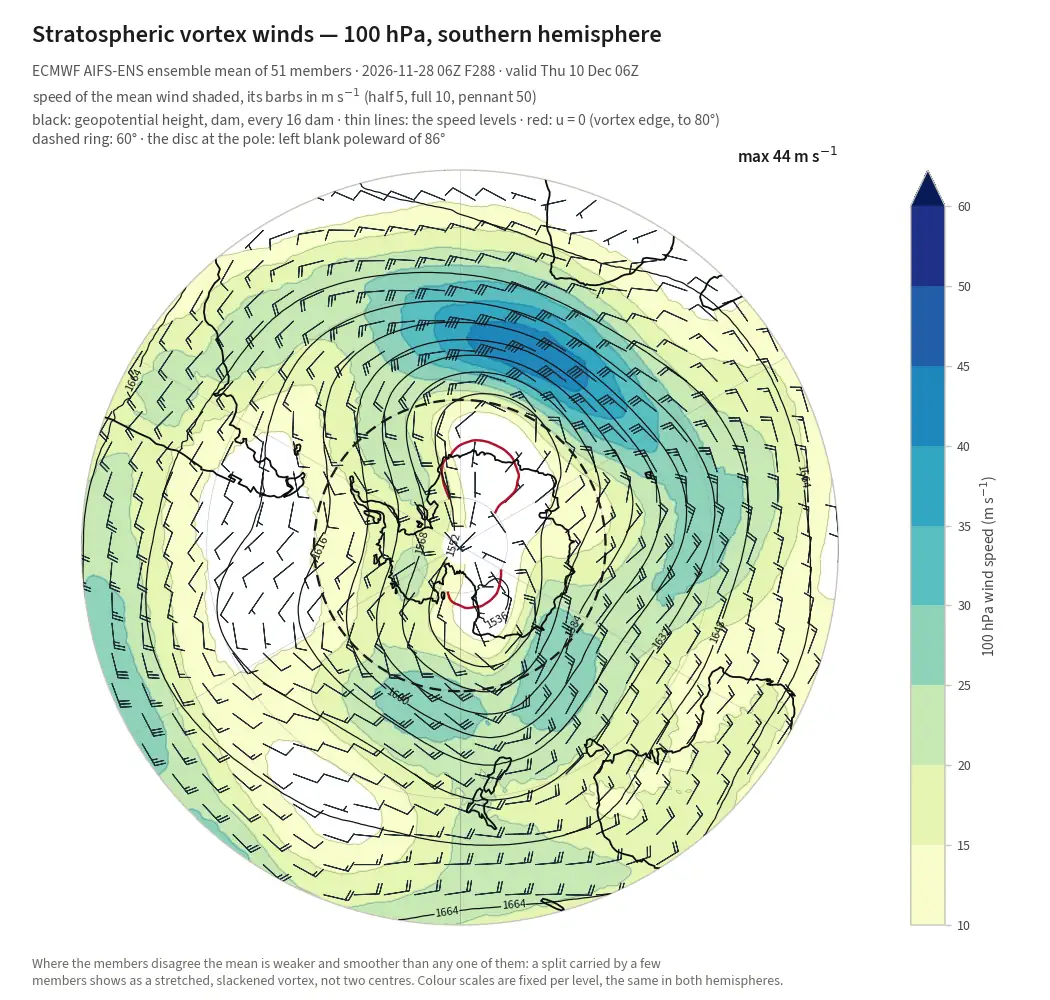 Stratospheric vortex winds — 100 hPa, southern hemisphere
ECMWF AIFS-ENS ensemble mean of 51 members · 2026-11-28 06Z F288 · valid Thu 10 Dec 06Z
speed of the mean wind shaded, its barbs in m s⁻¹ (half 5, full 10, pennant 50)
black: geopotential height, dam, every 16 dam · thin lines: the speed levels · red: u = 0 (vortex edge, to 80°)
dashed ring: 60° · the disc at the pole: left blank poleward of 86°
max 44 m s⁻¹
60
50
45
40
35
30
25
20
15
10
100 hPa wind speed (m s⁻¹)
1664
1616
1568
1552
1536
1584
1632
1648
1600
1664
1664
Where the members disagree the mean is weaker and smoother than any one of them: a split carried by a few
members shows as a stretched, slackened vortex, not two centres. Colour scales are fixed per level, the same in both hemispheres.